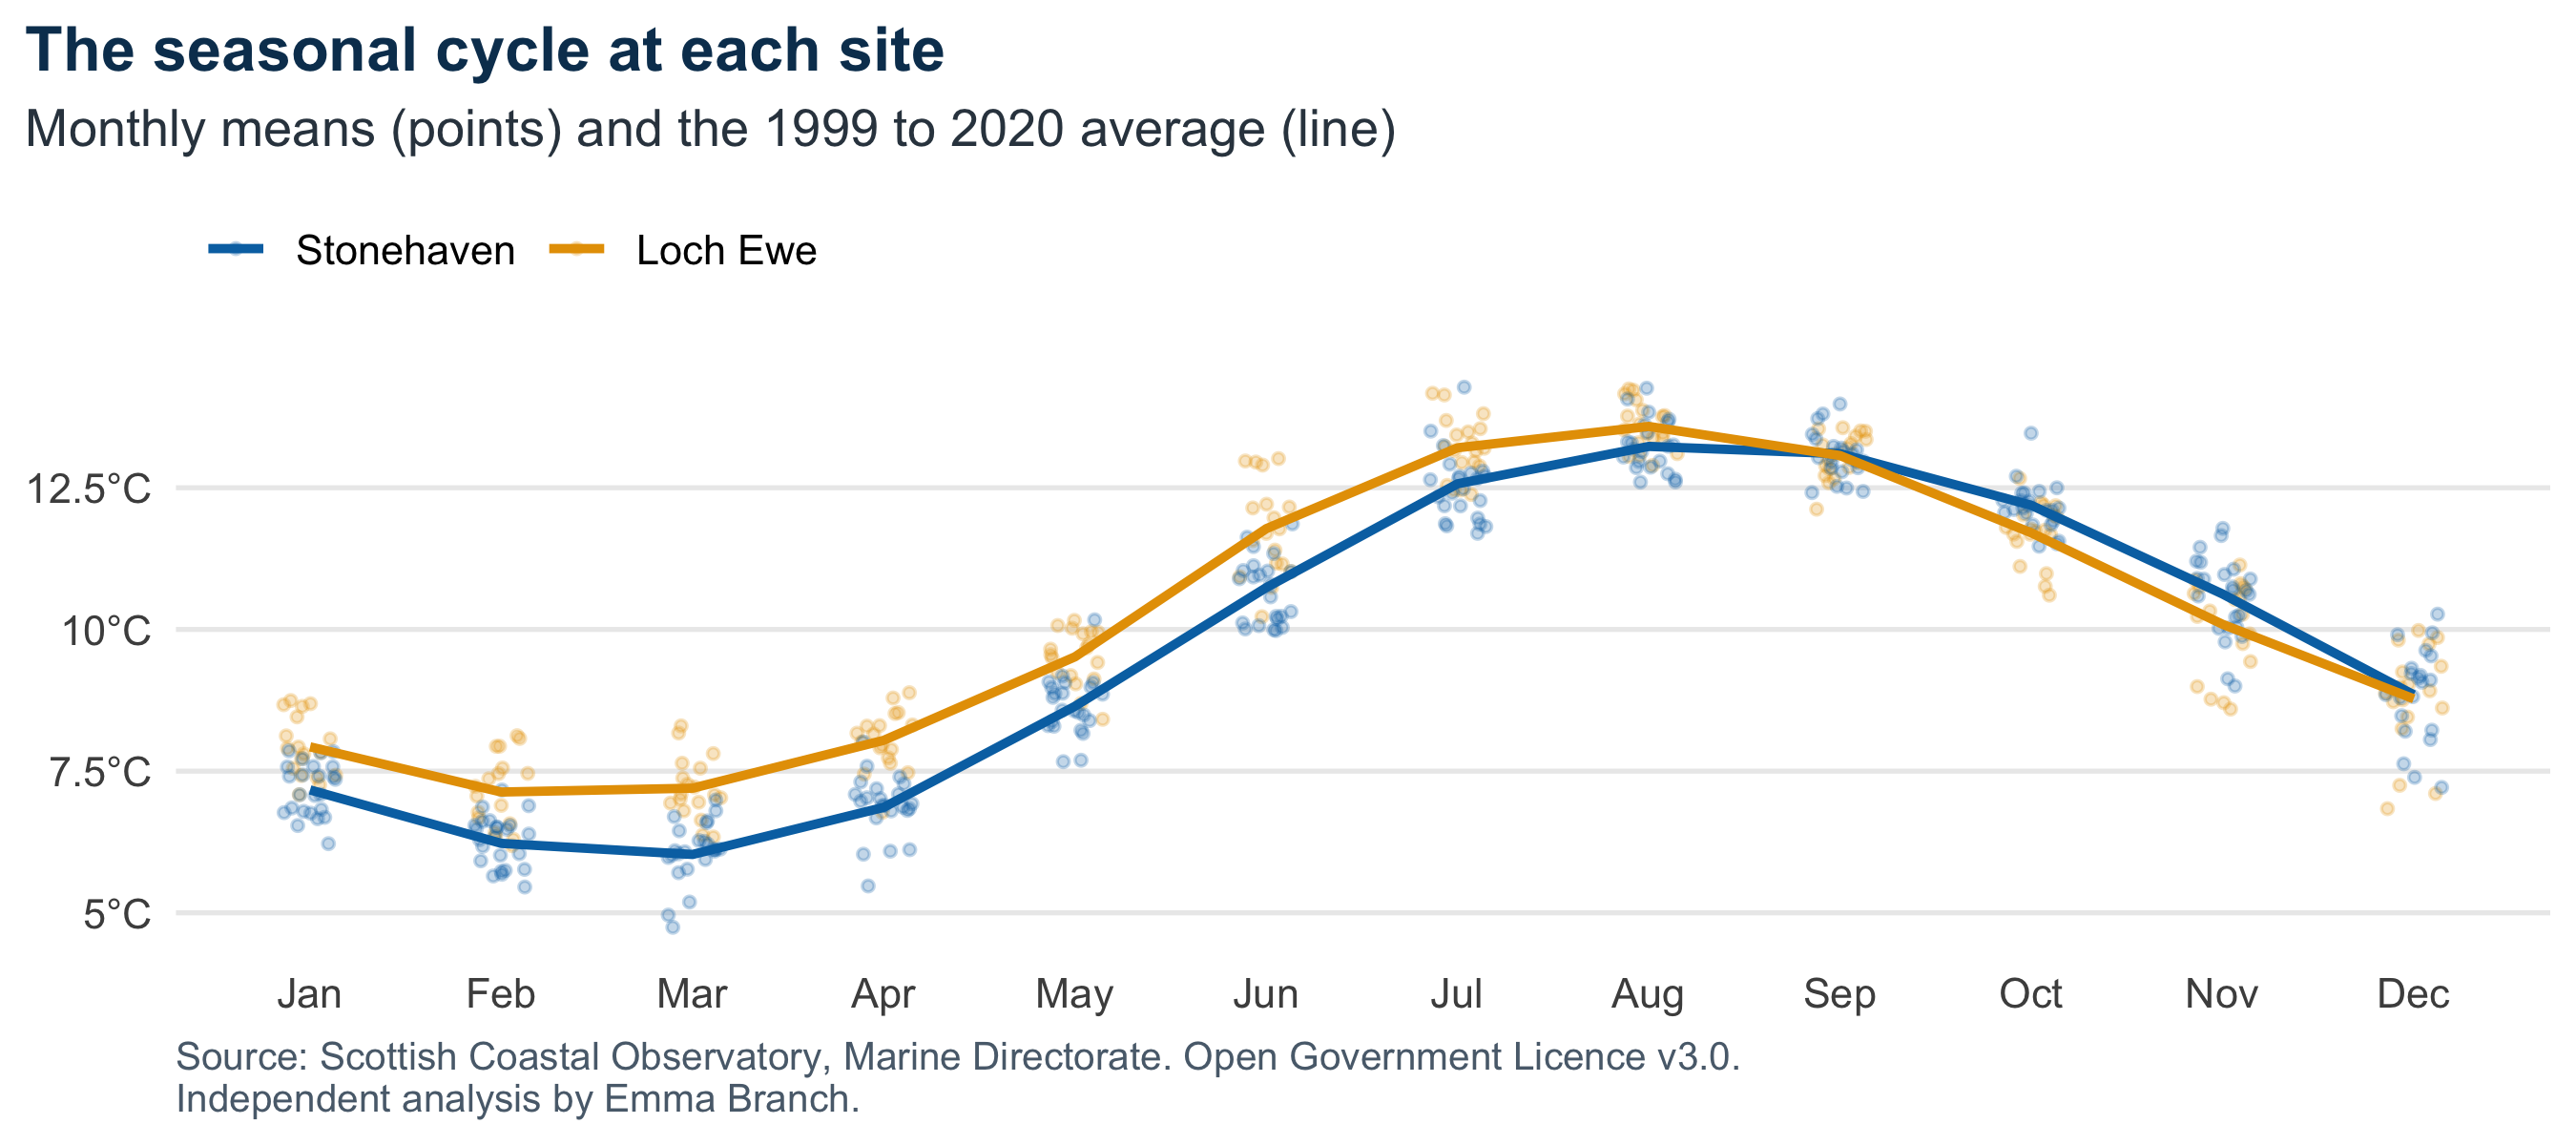 The seasonal cycle at each site
Monthly means (points) and the 1999 to 2020 average (line)
Stonehaven Loch Ewe
12.5°C
10°C
7.5°C
5°C
Jan Feb Mar Apr May Jun Jul Aug Sep Oct Nov Dec
Source: Scottish Coastal Observatory, Marine Directorate. Open Government Licence v3.0.
Independent analysis by Emma Branch.